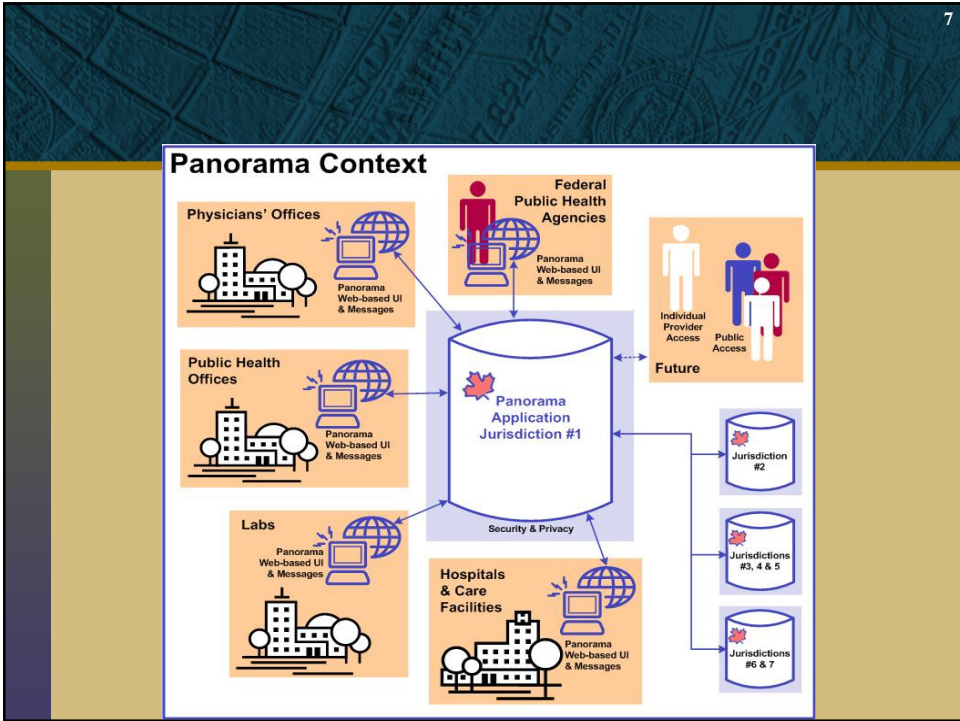 7
Panorama Context
Physicians' Offices
Panorama
Web-based UI
& Messages
Federal
Public Health
Agencies
Panorama
Web-based UI
& Messages
Individual
Provider
Access
Public
Access
Future
Public Health
Offices
Panorama
Web-based UI
& Messages
Panorama
Application
Jurisdiction #1
Security & Privacy
Jurisdiction
#2
Jurisdictions
#3, 4 & 5
Jurisdictions
#6 & 7
Labs
Panorama
Web-based UI
& Messages
Hospitals
& Care
Facilities
Panorama
Web-based UI
& Messages